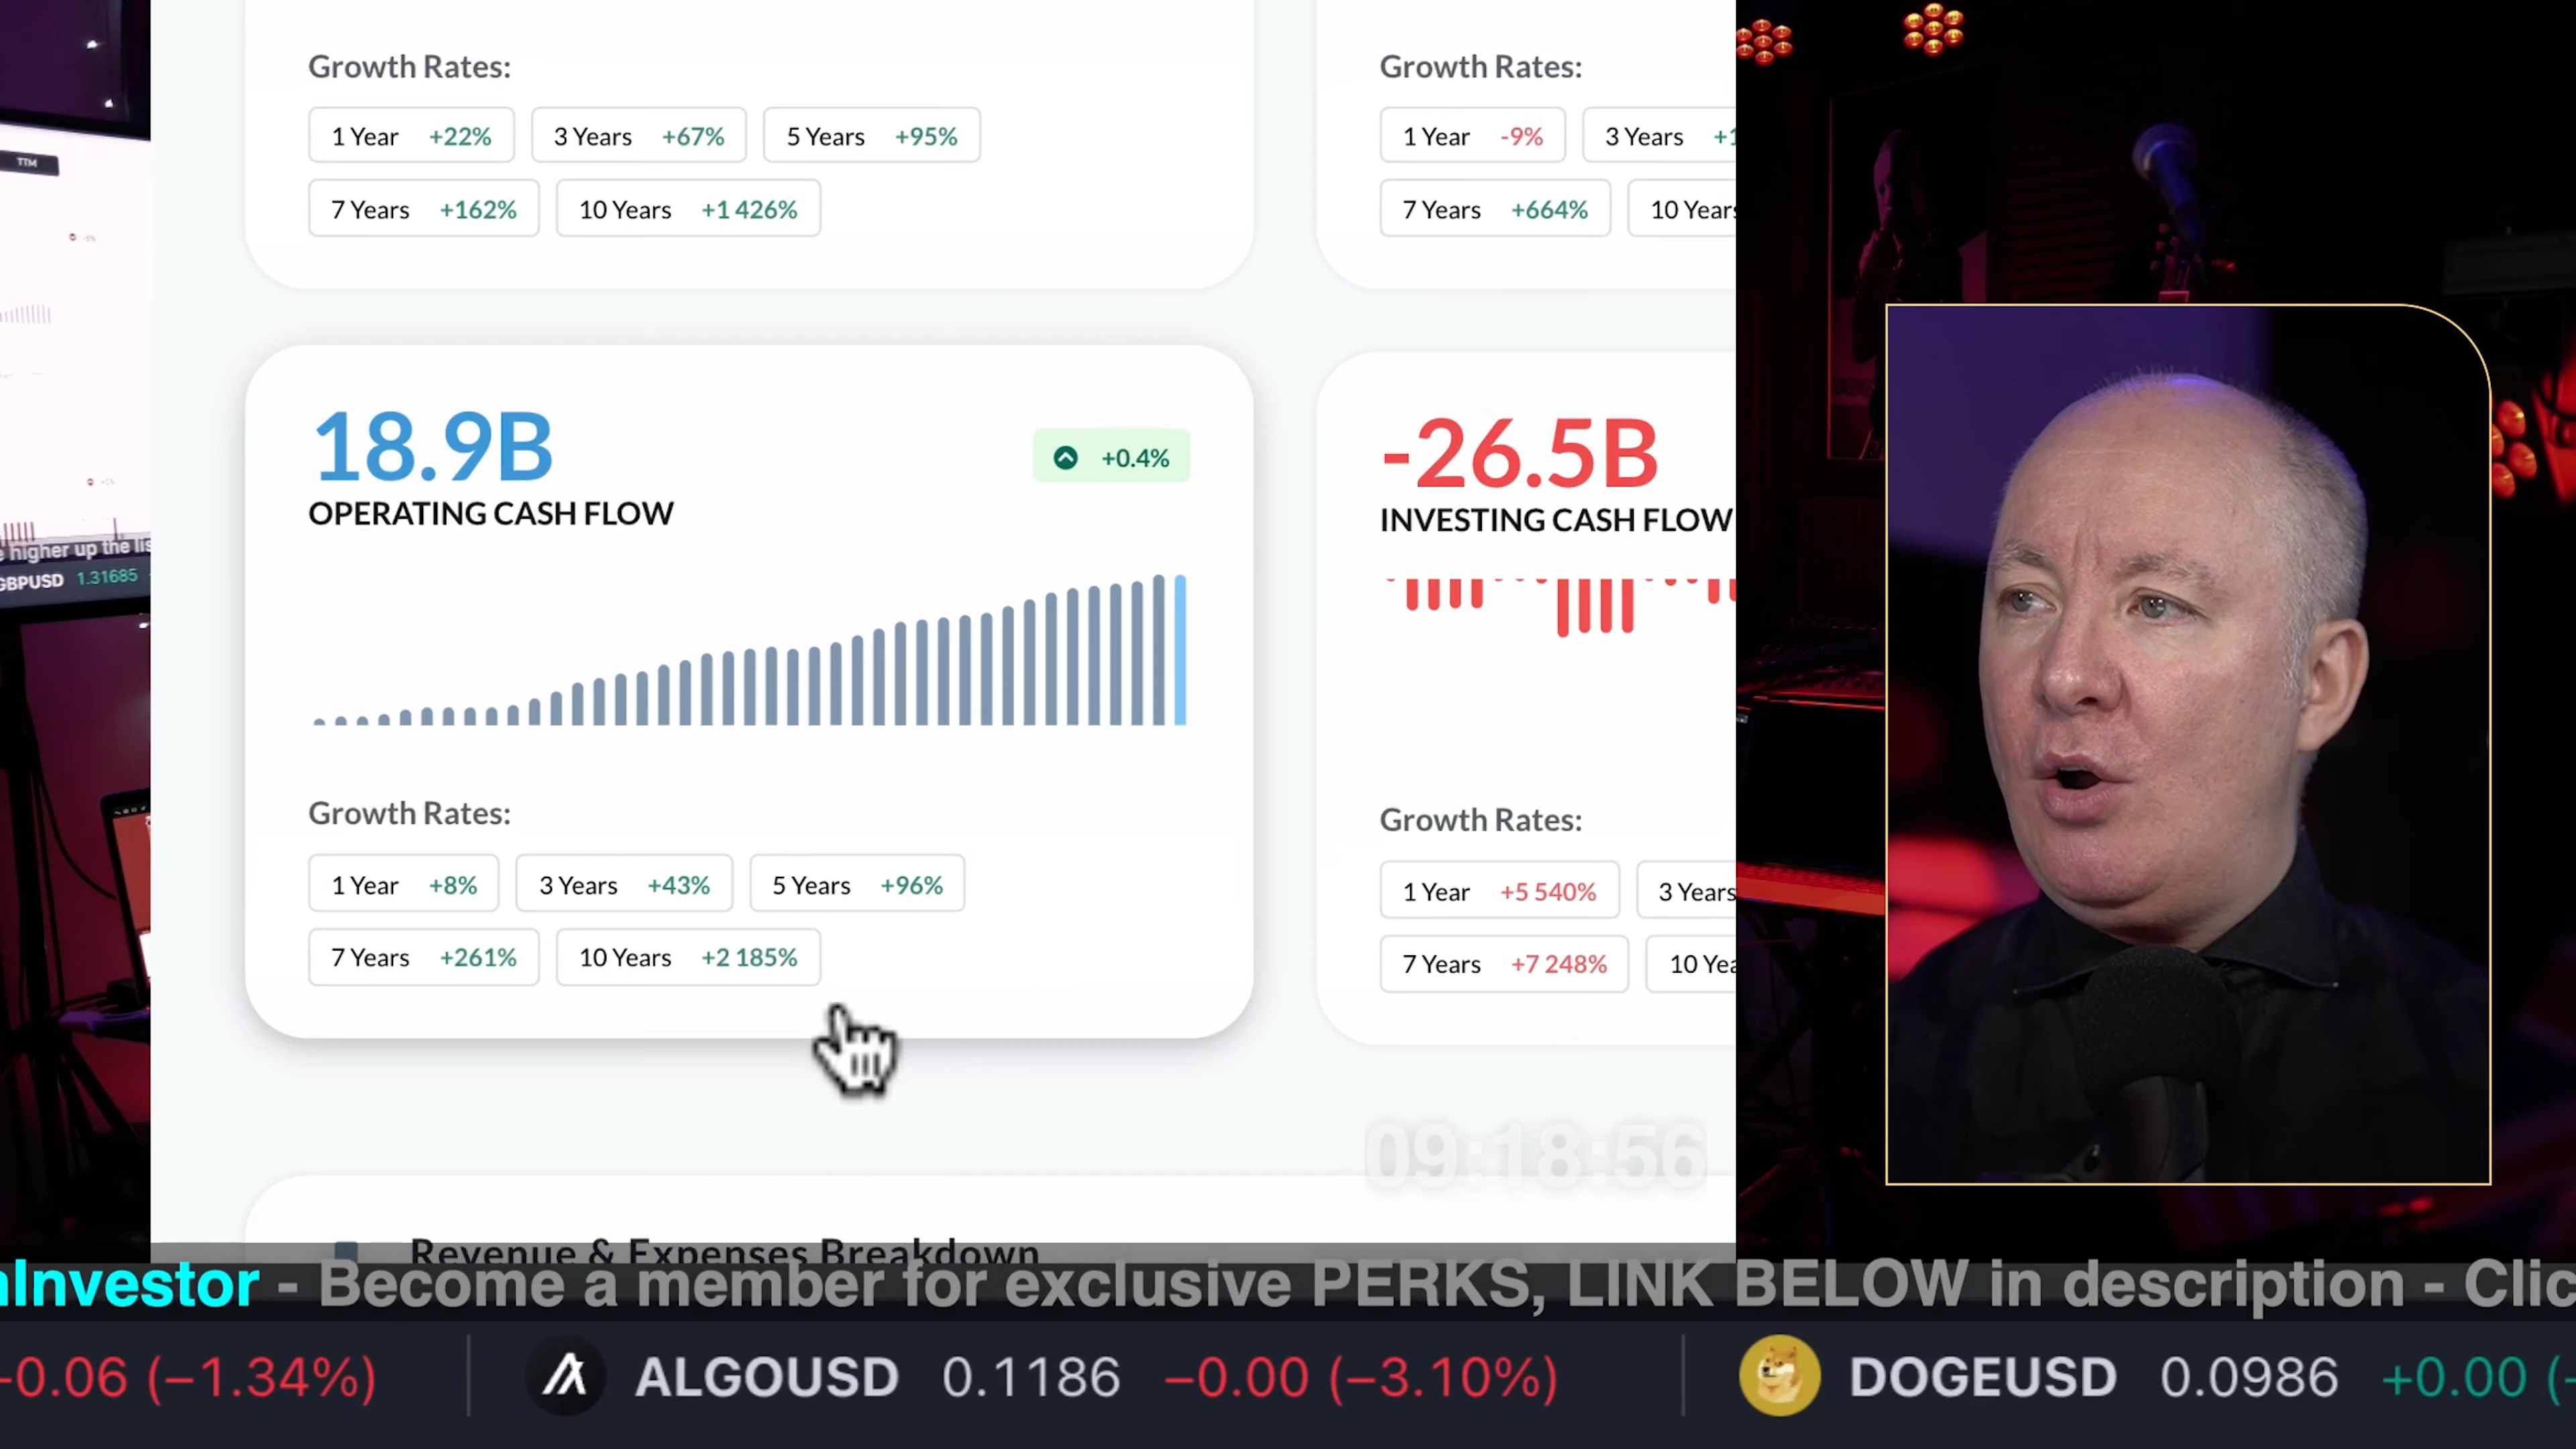 Growth Rates:
1 Year +22% 3 Years +67% 5 Years +95%
7 Years +162% 10 Years +1 426%
Growth Rates:
1 Year -9% 3 Years
7 Years +664% 10 Years
TTM
higher up the
GBPUSD 1.31685
18.9B
+0.4%
OPERATING CASH FLOW
Growth Rates:
1 Year +8% 3 Years +43% 5 Years +96%
7 Years +261% 10 Years +2 185%
-26.5B
INVESTING CASH FLOW
Growth Rates:
1 Year +5 540% 3 Years
7 Years +7 248% 10
09:18:56
Revenue & Expenses Breakdown
Investor - Become a member for exclusive PERKS, LINK BELOW in description -
-0.06 (−1.34%) ALGOUSD 0.1186 −0.00 (−3.10%) DOGEUSD 0.0986 +0.00